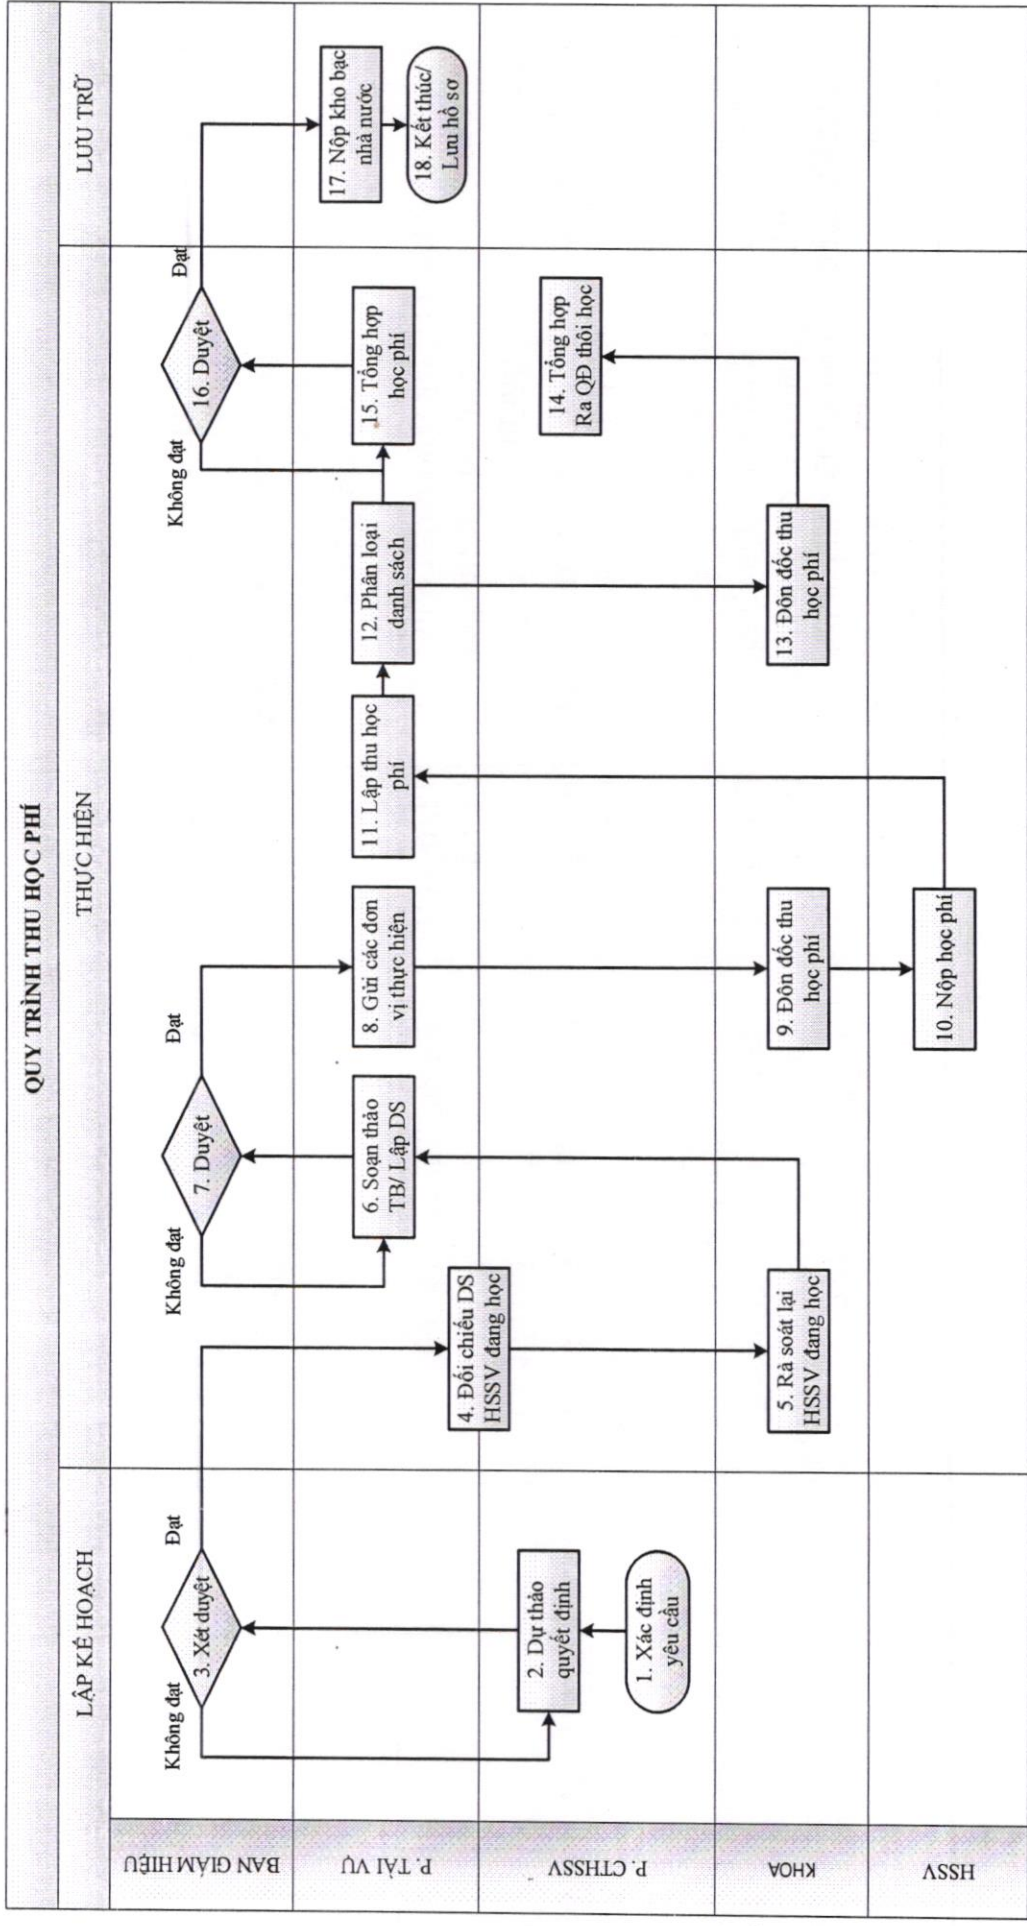 QUY TRÌNH THU HỌC PHÍ
LẬP KẾ HOẠCH
THỰC HIỆN
LƯU TRỮ
BAN GIÁM HIỆU
Không đạt
3. Xét duyệt
Đạt
Không đạt
7. Duyệt
Đạt
Không đạt
16. Duyệt
Đạt
P. TÀI VỤ
6. Soạn thảo
TB/ Lập DS
8. Gửi các đơn
vị thực hiện
11. Lập thu học
phí
12. Phân loại
danh sách
15. Tổng hợp
học phí
17. Nộp kho bạc
nhà nước
18. Kết thúc/
Lưu hồ sơ
4. Đối chiếu DS
HSSV đang học
P. CTHSSV
2. Dự thảo
quyết định
1. Xác định
yêu cầu
14. Tổng hợp
Ra QĐ thôi học
KHOA
5. Rà soát lại
HSSV đang học
9. Đôn đốc thu
học phí
13. Đôn đốc thu
học phí
HSSV
10. Nộp học phí